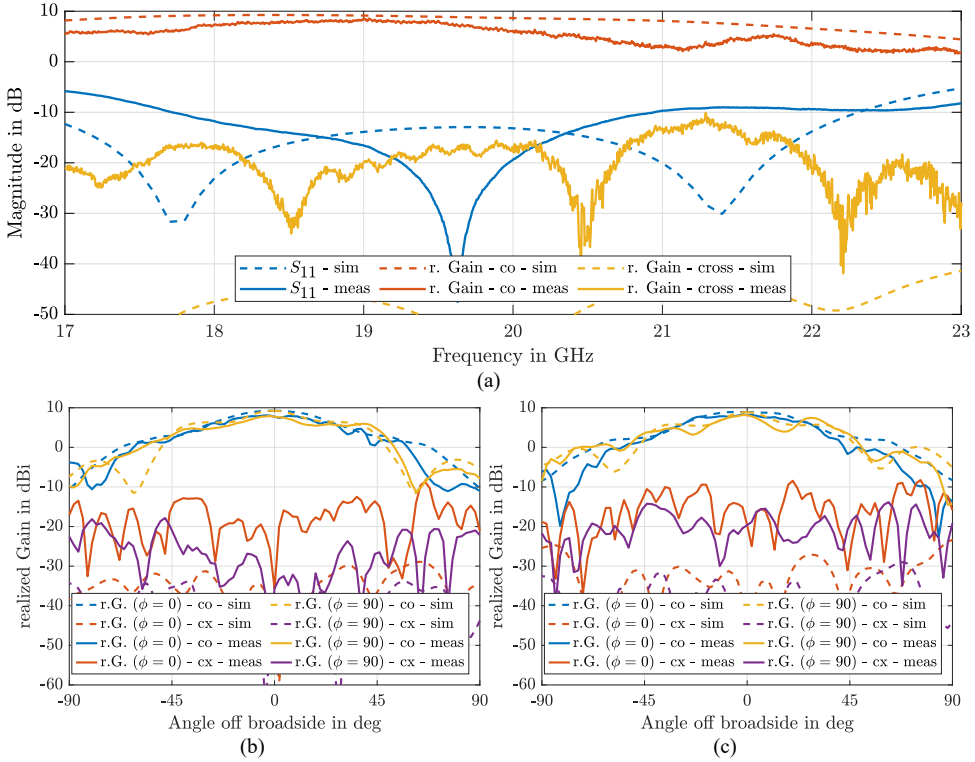 10
0
-10
-20
-30
-40
-50
Magnitude in dB
S11 - sim
r. Gain - co - sim
r. Gain - cross - sim
S11 - meas
r. Gain - co - meas
r. Gain - cross - meas
17 18 19 20 21 22 23
Frequency in GHz
(a)
10
0
-10
-20
-30
-40
-50
-60
realized Gain in dBi
r.G. (ϕ = 0) - co - sim
r.G. (ϕ = 90) - co - sim
r.G. (ϕ = 0) - cx - sim
r.G. (ϕ = 90) - cx - sim
r.G. (ϕ = 0) - co - meas
r.G. (ϕ = 90) - co - meas
r.G. (ϕ = 0) - cx - meas
r.G. (ϕ = 90) - cx - meas
-90 -45 0 45 90
Angle off broadside in deg
(b)
10
0
-10
-20
-30
-40
-50
-60
realized Gain in dBi
r.G. (ϕ = 0) - co - sim
r.G. (ϕ = 90) - co - sim
r.G. (ϕ = 0) - cx - sim
r.G. (ϕ = 90) - cx - sim
r.G. (ϕ = 0) - co - meas
r.G. (ϕ = 90) - co - meas
r.G. (ϕ = 0) - cx - meas
r.G. (ϕ = 90) - cx - meas
-90 -45 0 45 90
Angle off broadside in deg
(c)